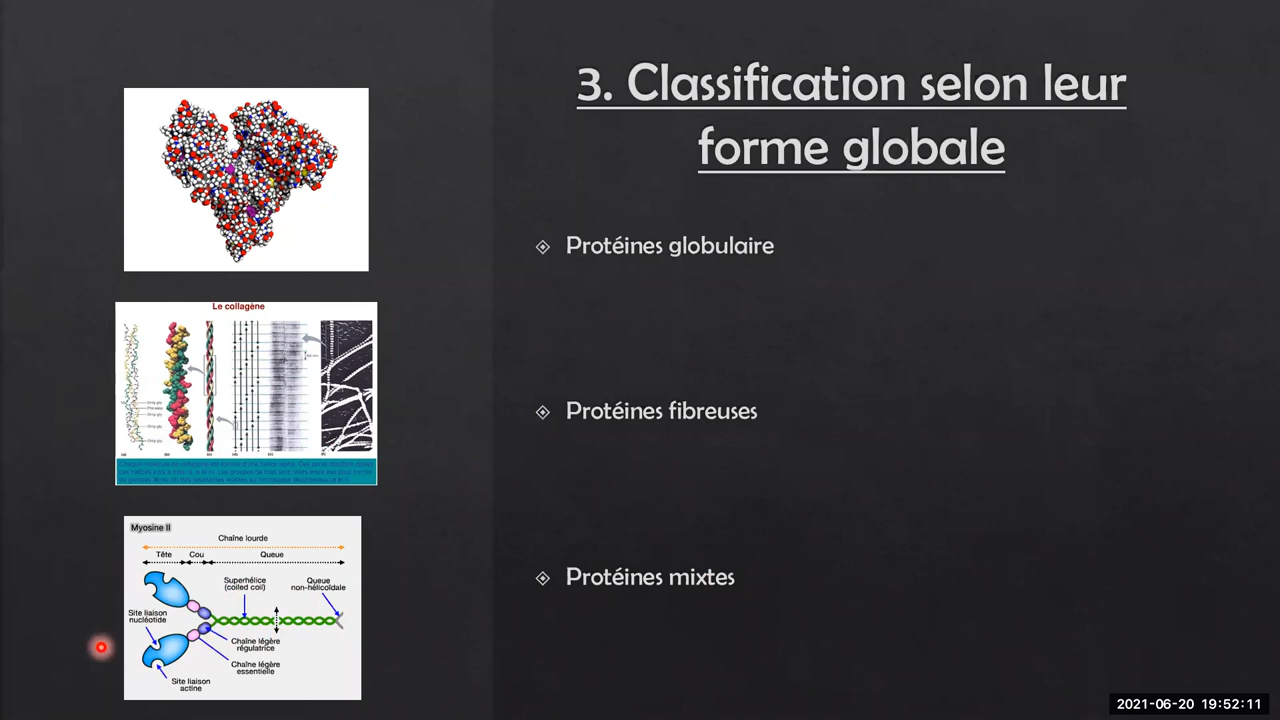 3. Classification selon leur
forme globale
Protéines globulaire
Le collagène
(a)
(b)
(c)
(d)
(e)
(f)
Protéines fibreuses
Myosine II
Chaîne lourde
Tête
Cou
Queue
Superhélice
(coiled coil)
Queue
non-hélicoïdale
Site liaison
nucléotide
Chaîne légère
régulatrice
Chaîne légère
essentielle
Site liaison
actine
Protéines mixtes
2021-06-20 19:52:11